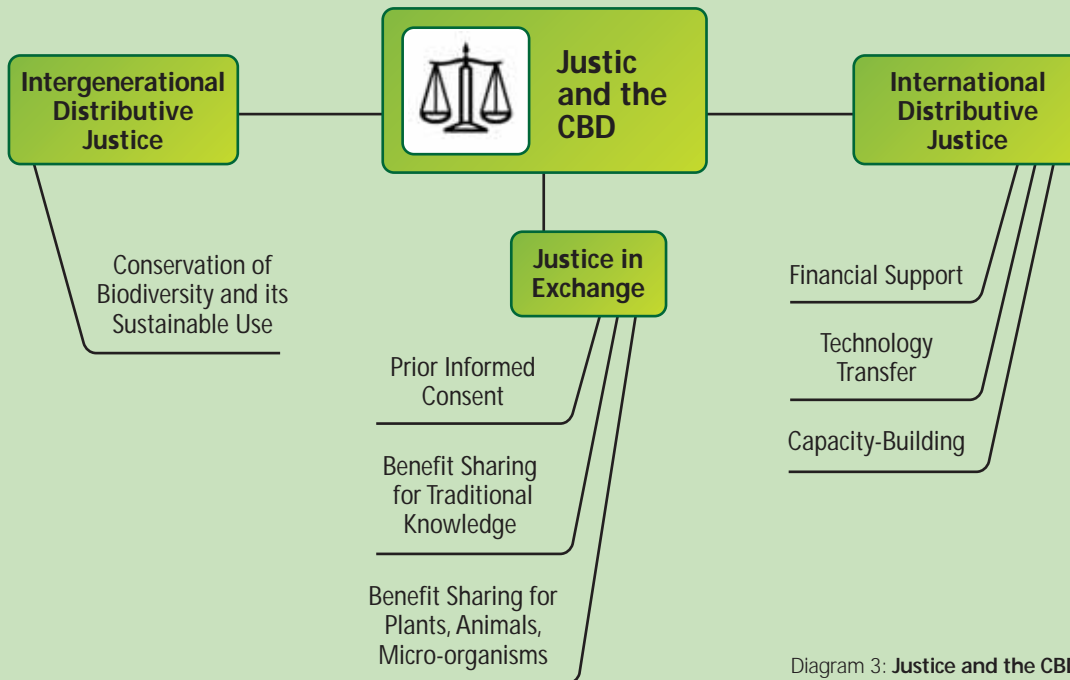 Justic
and the
CBD
Intergenerational
Distributive
Justice
Conservation of
Biodiversity and its
Sustainable Use
Justice in
Exchange
Prior Informed
Consent
Benefit Sharing
for Traditional
Knowledge
Benefit Sharing for
Plants, Animals,
Micro-organisms
International
Distributive
Justice
Financial Support
Technology
Transfer
Capacity-Building
Diagram 3: Justice and the CBD